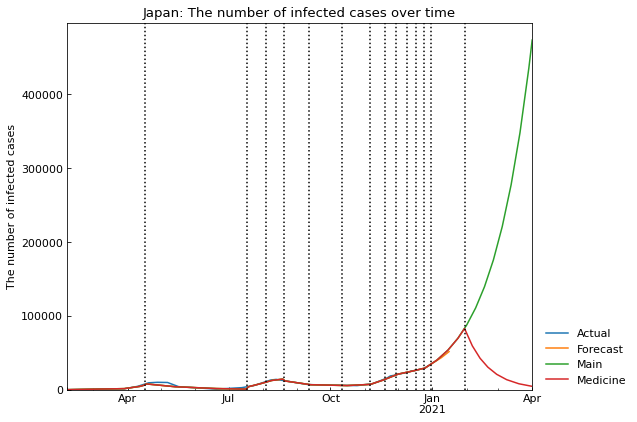 Japan: The number of infected cases over time
The number of infected cases
400000
300000
200000
100000
0
Apr
Jul
Oct
Jan
2021
Apr
Actual
Forecast
Main
Medicine